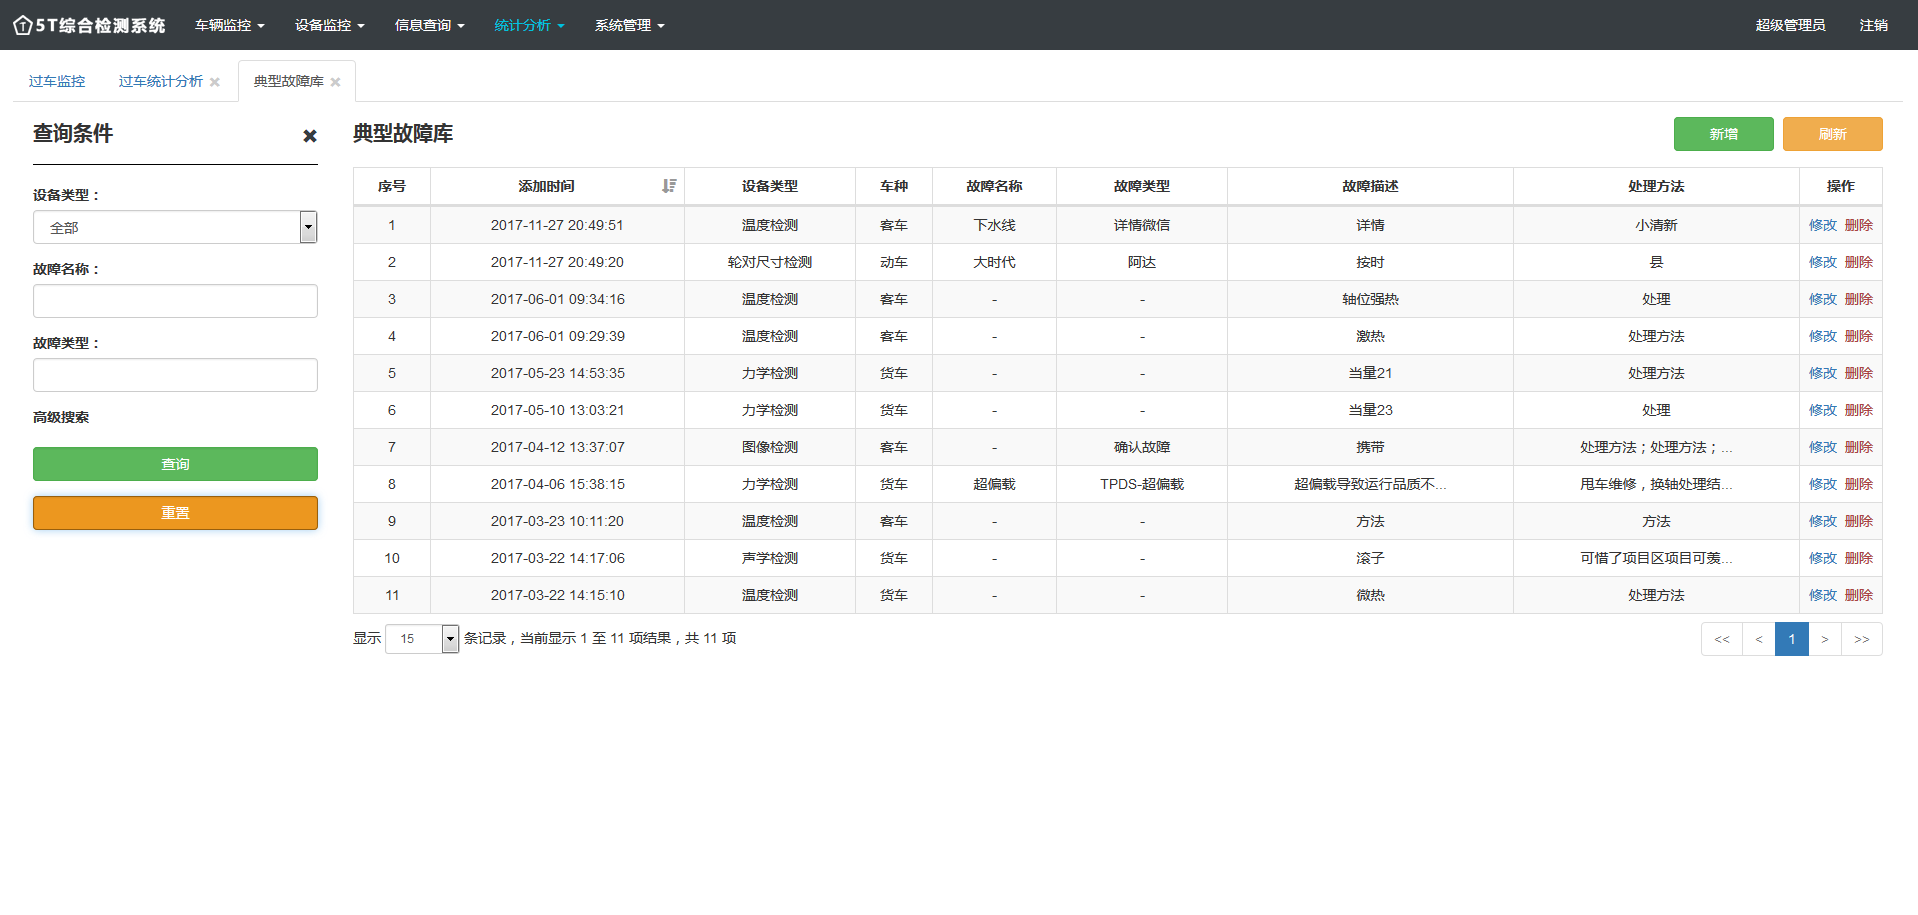 5T综合检测系统 车辆监控 设备监控 信息查询 统计分析 系统管理 超级管理员 注销
过车监控 过车统计分析 典型故障库
查询条件
设备类型：
全部
故障名称：
故障类型：
高级搜索
查询
重置
典型故障库 新增 刷新
序号 添加时间 设备类型 车种 故障名称 故障类型 故障描述 处理方法 操作
1 2017-11-27 20:49:51 温度检测 客车 下水线 详情微信 详情 小清新 修改 删除
2 2017-11-27 20:49:20 轮对尺寸检测 动车 大时代 阿达 按时 县 修改 删除
3 2017-06-01 09:34:16 温度检测 客车 - - 轴位强热 处理 修改 删除
4 2017-06-01 09:29:39 温度检测 客车 - - 激热 处理方法 修改 删除
5 2017-05-23 14:53:35 力学检测 货车 - - 当量21 处理方法 修改 删除
6 2017-05-10 13:03:21 力学检测 货车 - - 当量23 处理 修改 删除
7 2017-04-12 13:37:07 图像检测 客车 - 确认故障 携带 处理方法；处理方法；... 修改 删除
8 2017-04-06 15:38:15 力学检测 货车 超偏载 TPDS-超偏载 超偏载导致运行品质不... 甩车维修，换轴处理结... 修改 删除
9 2017-03-23 10:11:20 温度检测 客车 - - 方法 方法 修改 删除
10 2017-03-22 14:17:06 声学检测 货车 - - 滚子 可惜了项目区项目可羡... 修改 删除
11 2017-03-22 14:15:10 温度检测 货车 - - 微热 处理方法 修改 删除
显示 15 条记录，当前显示 1 至 11 项结果，共 11 项 << < 1 > >>